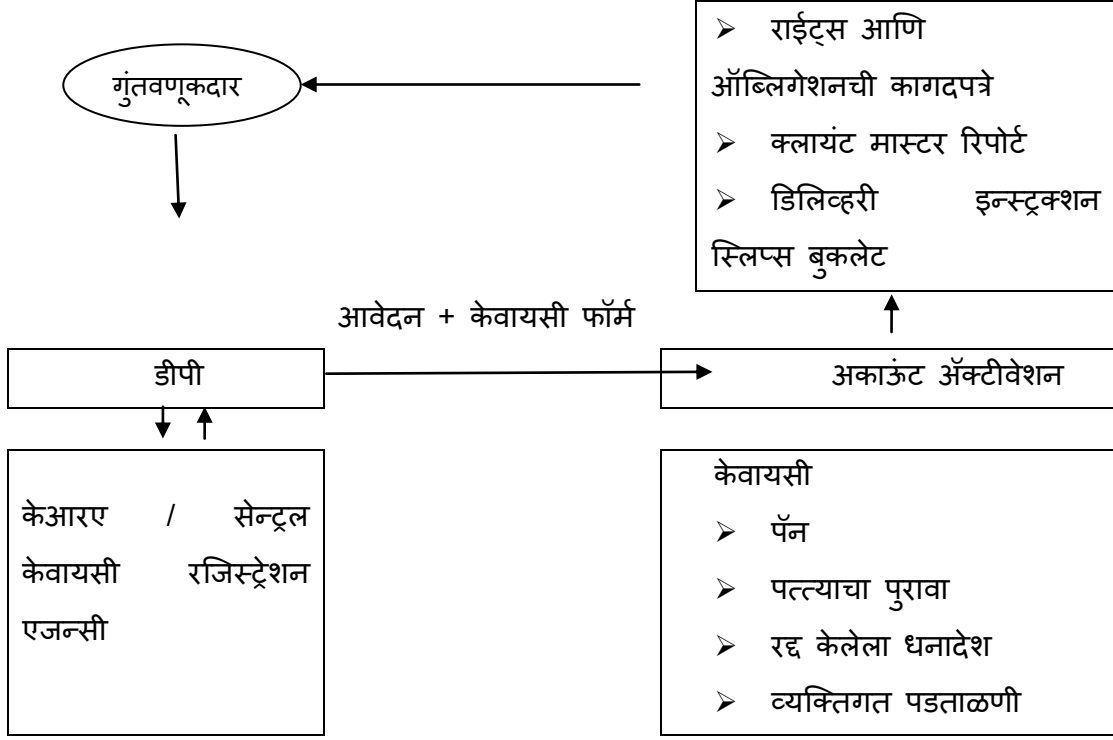 गुंतवणूकदार
➢ राईट्स आणि
ऑब्लिगेशनची कागदपत्रे
➢ क्लायंट मास्टर रिपोर्ट
➢ डिलिव्हरी इन्स्ट्रक्शन
स्लिप्स बुकलेट
आवेदन + केवायसी फॉर्म
डीपी
अकाऊंट ॲक्टीवेशन
केआरए / सेन्ट्रल
केवायसी रजिस्ट्रेशन
एजन्सी
केवायसी
➢ पॅन
➢ पत्त्याचा पुरावा
➢ रद्द केलेला धनादेश
➢ व्यक्तिगत पडताळणी